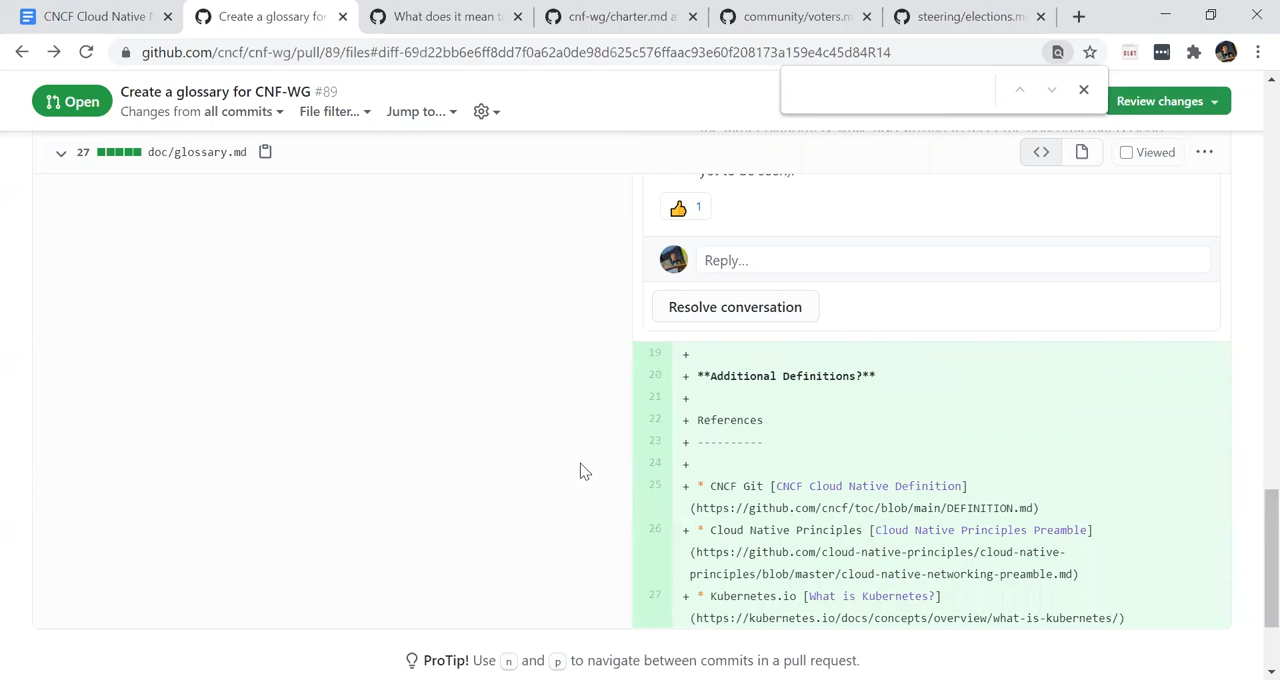 CNCF Cloud Native
Create a glossary fo
What does it mean t
cnf-wg/charter.md a
community/voters.m
steering/elections.m
github.com/cncf/cnf-wg/pull/89/files#diff-69d22bb6e6ff8dd7f0a62a0de98d625c576ffaac93e60f208173a159e4c45d84R14
Open
Create a glossary for CNF-WG #89
Changes from all commits
File filter...
Jump to...
Review changes
27 doc/glossary.md
Viewed
yet to be seen).
1
Reply...
Resolve conversation
19 +
20 + **Additional Definitions?**
21 +
22 + References
23 + ----------
24 +
25 + * CNCF Git [CNCF Cloud Native Definition]
(https://github.com/cncf/toc/blob/main/DEFINITION.md)
26 + * Cloud Native Principles [Cloud Native Principles Preamble]
(https://github.com/cloud-native-principles/cloud-native-
principles/blob/master/cloud-native-networking-preamble.md)
27 + * Kubernetes.io [What is Kubernetes?]
(https://kubernetes.io/docs/concepts/overview/what-is-kubernetes/)
ProTip! Use n and p to navigate between commits in a pull request.